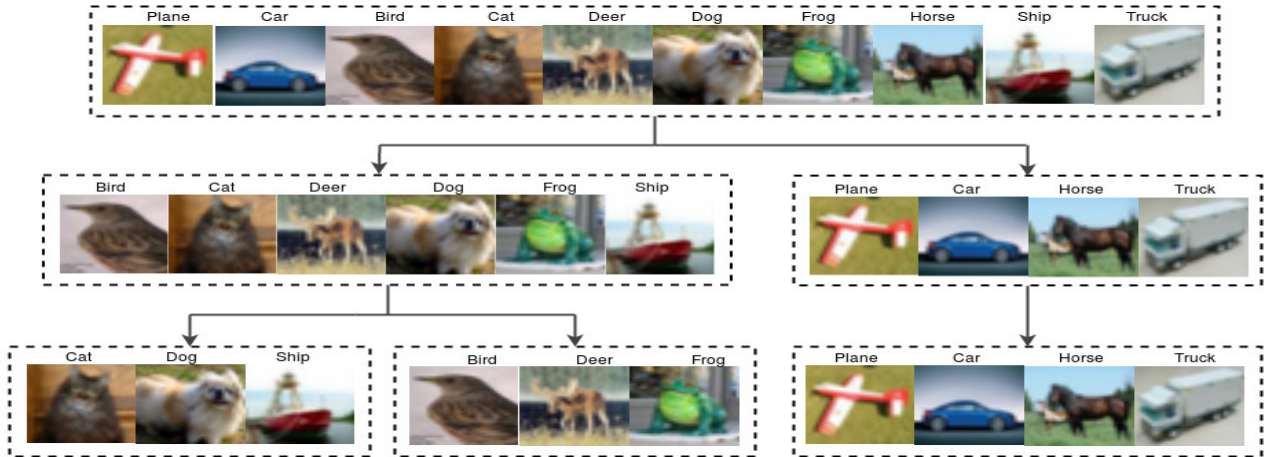 Plane Car Bird Cat Deer Dog Frog Horse Ship Truck
Bird Cat Deer Dog Frog Ship
Plane Car Horse Truck
Cat Dog Ship
Bird Deer Frog
Plane Car Horse Truck